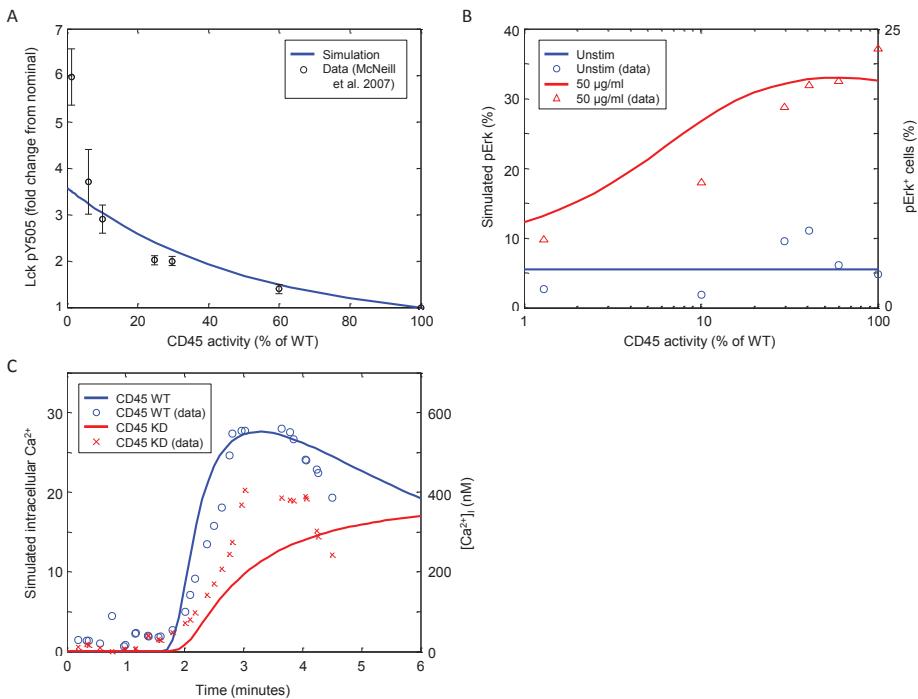 A
Lck pY505 (fold change from nominal)
7
6
5
4
3
2
1
0
20
40
60
80
100
CD45 activity (% of WT)
Simulation
Data (McNeill
et al. 2007)
B
Simulated pErk (%)
40
30
20
10
0
1
10
100
CD45 activity (% of WT)
25
0
pErk⁺ cells (%)
Unstim
Unstim (data)
50 µg/ml
50 µg/ml (data)
C
Simulated intracellular Ca²⁺
30
20
10
0
0
1
2
3
4
5
6
Time (minutes)
600
400
200
0
[Ca²⁺]ᵢ (nM)
CD45 WT
CD45 WT (data)
CD45 KD
CD45 KD (data)